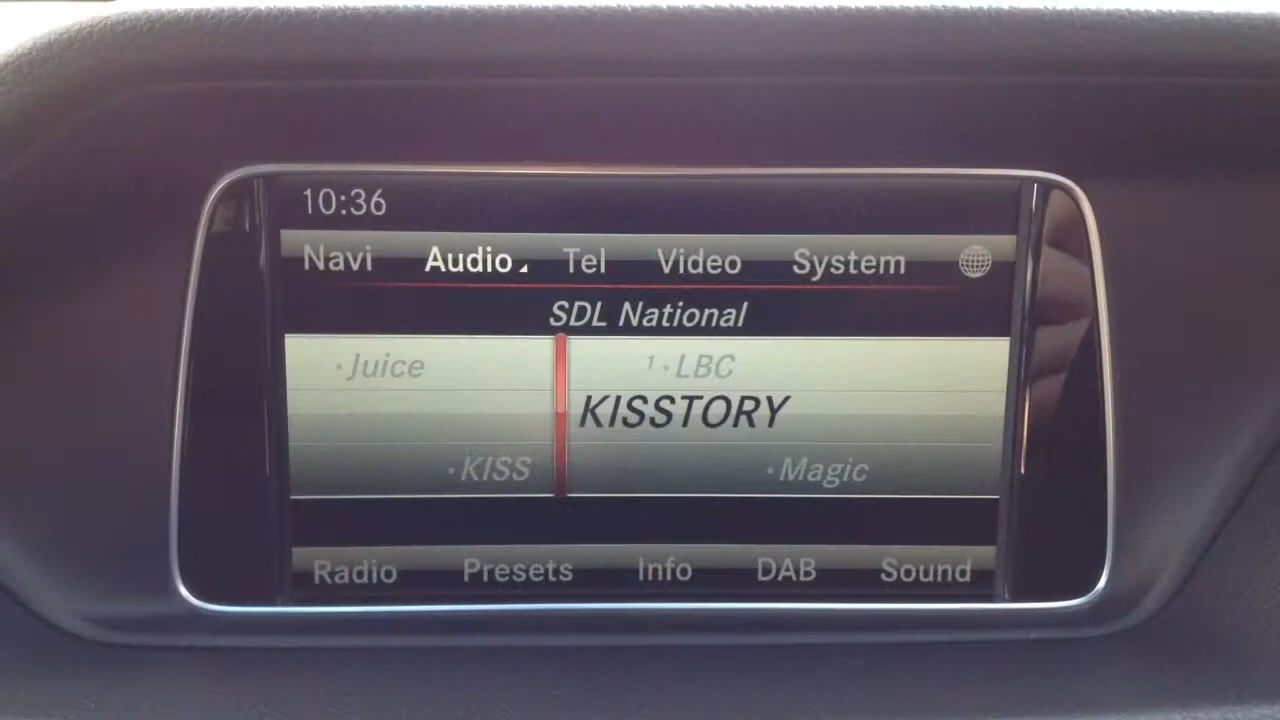 10:36
Navi Audio Tel Video System
SDL National
·Juice 1·LBC
KISSTORY
·KISS ·Magic
Radio Presets Info DAB Sound